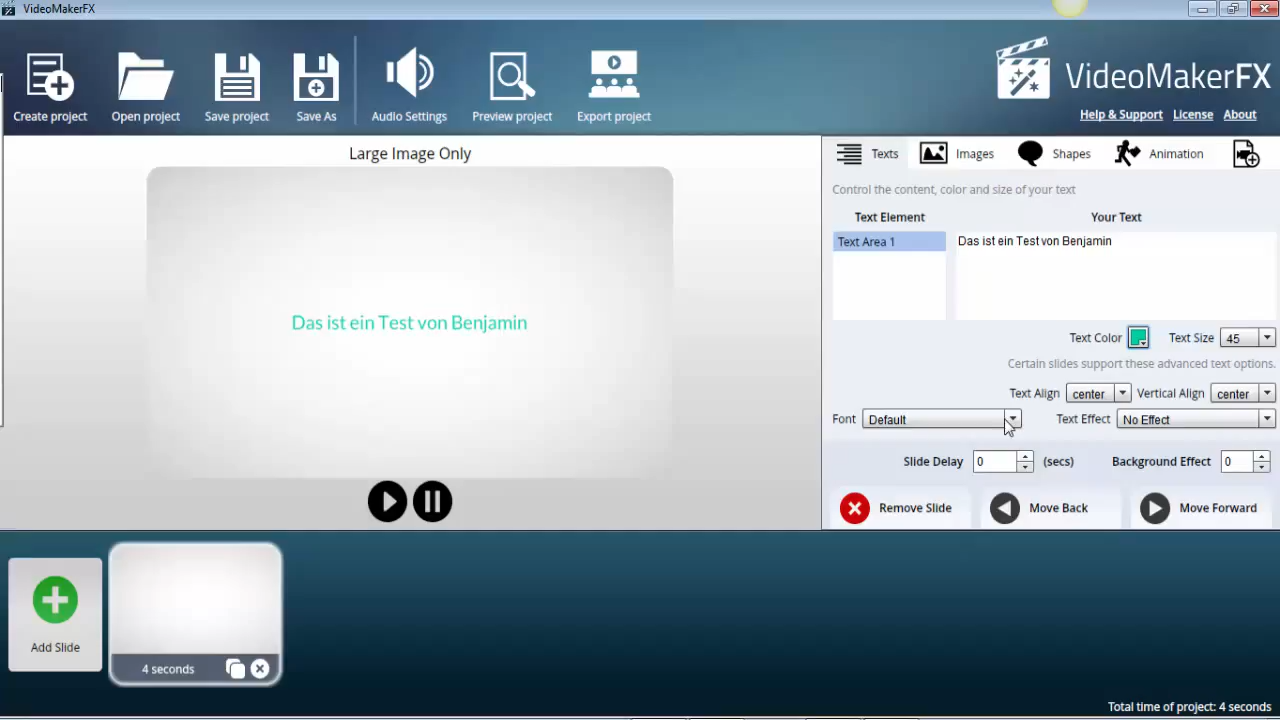 VideoMakerFX
Create project
Open project
Save project
Save As
Audio Settings
Preview project
Export project
VideoMakerFX
Help & Support
License
About
Large Image Only
Das ist ein Test von Benjamin
Texts
Images
Shapes
Animation
Control the content, color and size of your text
Text Element
Your Text
Text Area 1
Das ist ein Test von Benjamin
Text Color
Text Size
45
Certain slides support these advanced text options.
Text Align
center
Vertical Align
center
Font
Default
Text Effect
No Effect
Slide Delay
0
(secs)
Background Effect
0
Remove Slide
Move Back
Move Forward
Add Slide
4 seconds
Total time of project: 4 seconds